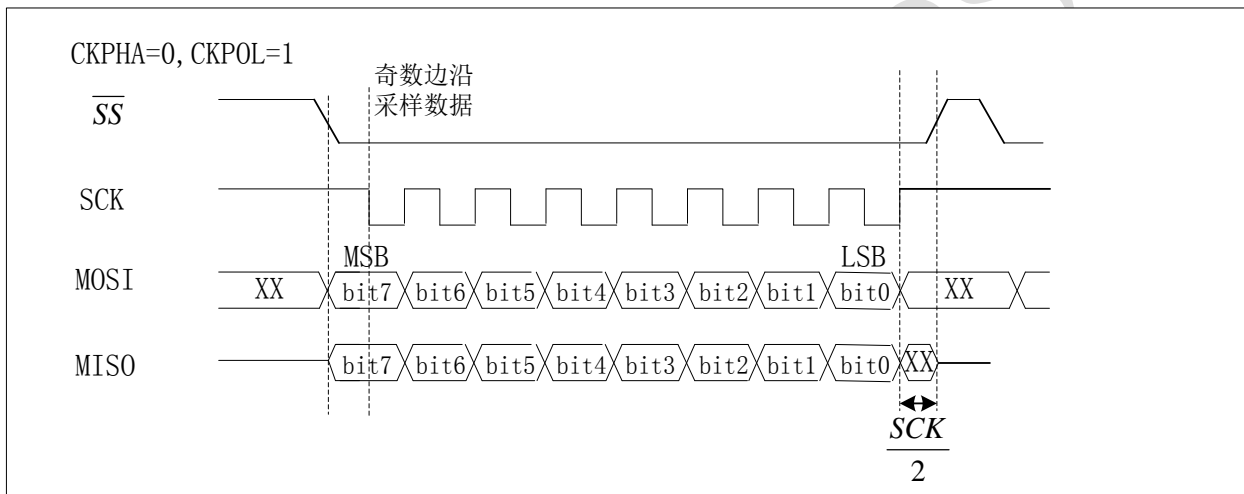 CKPHA=0,CKPOL=1
奇数边沿
采样数据
SS
SCK
MSB
LSB
MOSI
XX
bit7
bit6
bit5
bit4
bit3
bit2
bit1
bit0
XX
MISO
bit7
bit6
bit5
bit4
bit3
bit2
bit1
bit0
XX
SCK
2